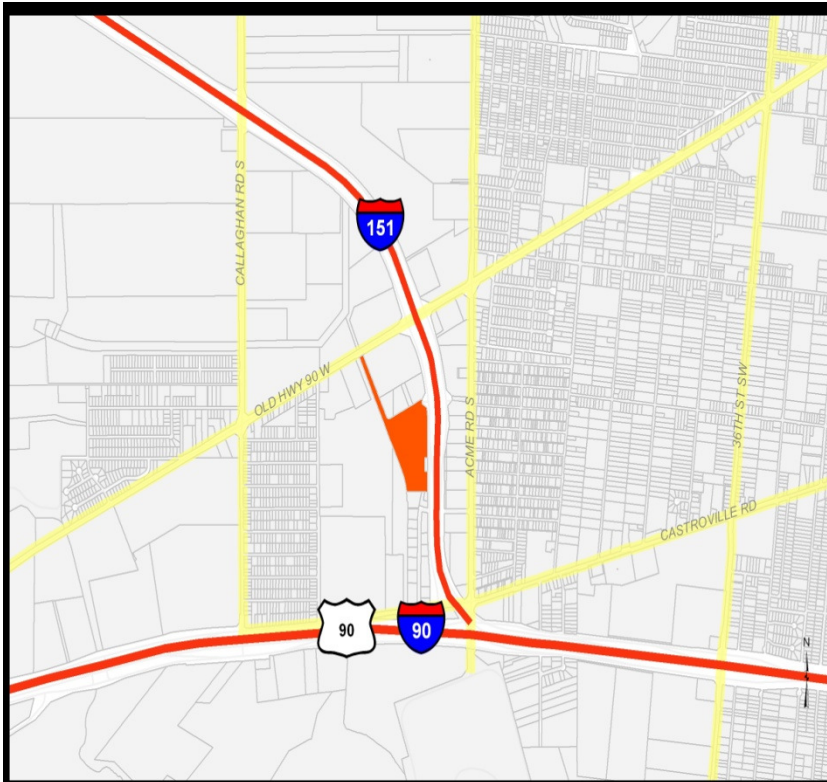 CALLAGHAN RD S
151
OLD HWY 90 W
36TH ST SW
ACME RD S
CASTROVILLE RD
90
90
N